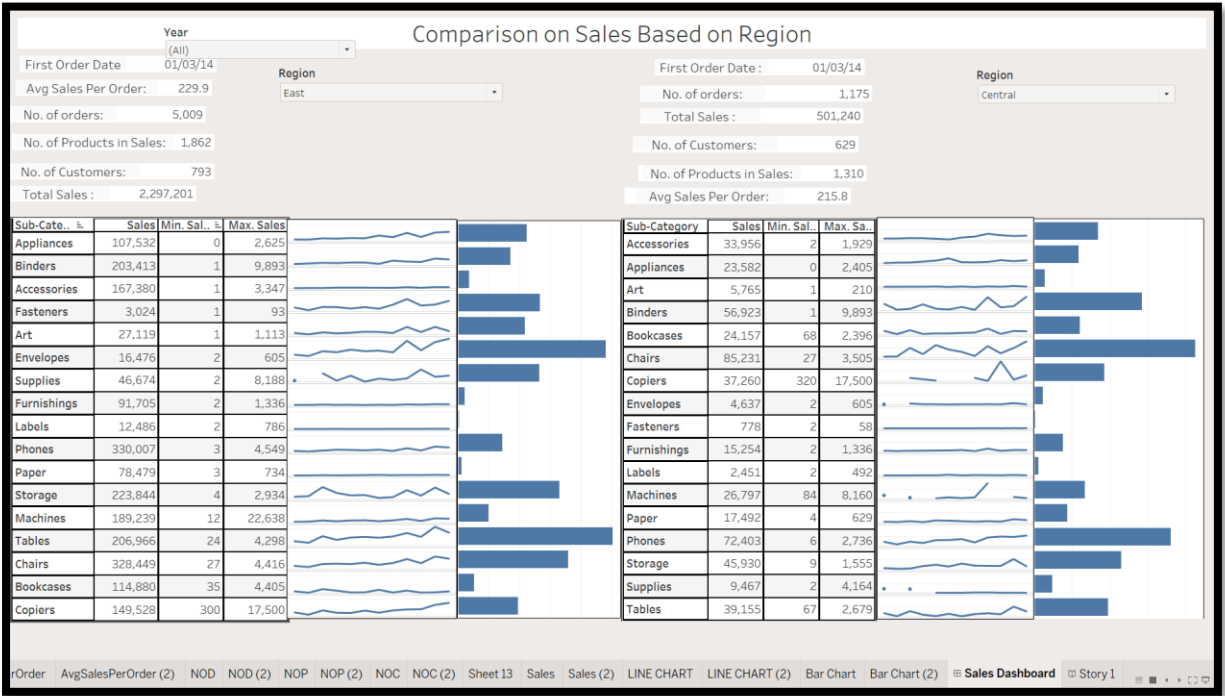 Comparison on Sales Based on Region
Year
(All)
First Order Date 01/03/14
Avg Sales Per Order: 229.9
No. of orders: 5,009
No. of Products in Sales: 1,862
No. of Customers: 793
Total Sales : 2,297,201
Region
East
First Order Date : 01/03/14
No. of orders: 1,175
Total Sales : 501,240
No. of Customers: 629
No. of Products in Sales: 1,310
Avg Sales Per Order: 215.8
Region
Central
Sub-Cate.. Sales Min. Sal.. Max. Sales
Appliances 107,532 0 2,625
Binders 203,413 1 9,893
Accessories 167,380 1 3,347
Fasteners 3,024 1 93
Art 27,119 1 1,113
Envelopes 16,476 2 605
Supplies 46,674 2 8,188
Furnishings 91,705 2 1,336
Labels 12,486 2 786
Phones 330,007 3 4,549
Paper 78,479 3 734
Storage 223,844 4 2,934
Machines 189,239 12 22,638
Tables 206,966 24 4,298
Chairs 328,449 27 4,416
Bookcases 114,880 35 4,405
Copiers 149,528 300 17,500
Sub-Category Sales Min. Sal.. Max. Sa..
Accessories 33,956 2 1,929
Appliances 23,582 0 2,405
Art 5,765 1 210
Binders 56,923 1 9,893
Bookcases 24,157 68 2,396
Chairs 85,231 27 3,505
Copiers 37,260 320 17,500
Envelopes 4,637 2 605
Fasteners 778 2 58
Furnishings 15,254 2 1,336
Labels 2,451 2 492
Machines 26,797 84 8,160
Paper 17,492 4 629
Phones 72,403 6 2,736
Storage 45,930 9 1,555
Supplies 9,467 2 4,164
Tables 39,155 67 2,679
rOrder AvgSalesPerOrder (2) NOD NOD (2) NOP NOP (2) NOC NOC (2) Sheet 13 Sales Sales (2) LINE CHART LINE CHART (2) Bar Chart Bar Chart (2) Sales Dashboard Story 1